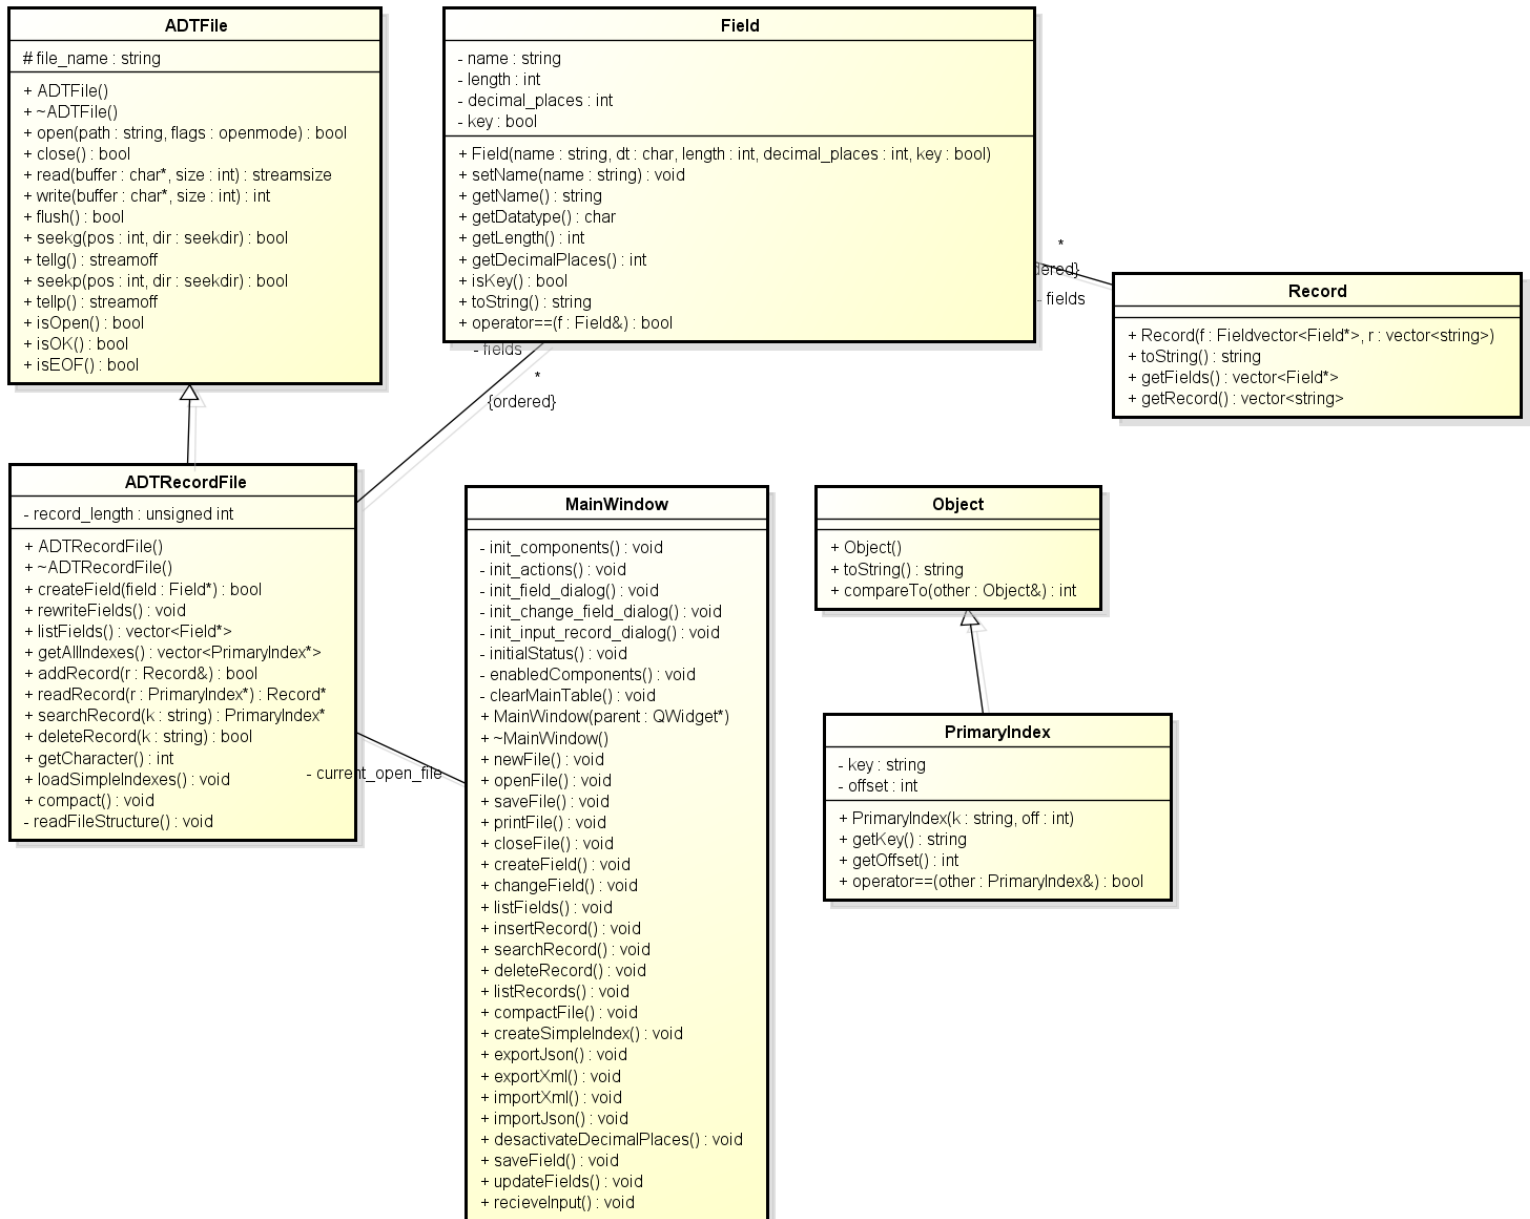 ADTFile
# file_name : string
+ ADTFile()
+ ~ADTFile()
+ open(path : string, flags : openmode) : bool
+ close() : bool
+ read(buffer : char*, size : int) : streamsize
+ write(buffer : char*, size : int) : int
+ flush() : bool
+ seekg(pos : int, dir : seekdir) : bool
+ tellg() : streamoff
+ seekp(pos : int, dir : seekdir) : bool
+ tellp() : streamoff
+ isOpen() : bool
+ isOK() : bool
+ isEOF() : bool
Field
- name : string
- length : int
- decimal_places : int
- key : bool
+ Field(name : string, dt : char, length : int, decimal_places : int, key : bool)
+ setName(name : string) : void
+ getName() : string
+ getDatatype() : char
+ getLength() : int
+ getDecimalPlaces() : int
+ isKey() : bool
+ toString() : string
+ operator==(f : Field&) : bool
*
dered}
- fields
Record
+ Record(f : Fieldvector<Field*>, r : vector<string>)
+ toString() : string
+ getFields() : vector<Field*>
+ getRecord() : vector<string>
- fields
*
{ordered}
ADTRecordFile
- record_length : unsigned int
+ ADTRecordFile()
+ ~ADTRecordFile()
+ createField(field : Field*) : bool
+ rewriteFields() : void
+ listFields() : vector<Field*>
+ getAllIndexes() : vector<PrimaryIndex*>
+ addRecord(r : Record&) : bool
+ readRecord(r : PrimaryIndex*) : Record*
+ searchRecord(k : string) : PrimaryIndex*
+ deleteRecord(k : string) : bool
+ getCharacter() : int
+ loadSimpleIndexes() : void
+ compact() : void
- readFileStructure() : void
- current_open_file
MainWindow
- init_components() : void
- init_actions() : void
- init_field_dialog() : void
- init_change_field_dialog() : void
- init_input_record_dialog() : void
- initialStatus() : void
- enabledComponents() : void
- clearMainTable() : void
+ MainWindow(parent : QWidget*)
+ ~MainWindow()
+ newFile() : void
+ openFile() : void
+ saveFile() : void
+ printFile() : void
+ closeFile() : void
+ createField() : void
+ changeField() : void
+ listFields() : void
+ insertRecord() : void
+ searchRecord() : void
+ deleteRecord() : void
+ listRecords() : void
+ compactFile() : void
+ createSimpleIndex() : void
+ exportJson() : void
+ exportXml() : void
+ importXml() : void
+ importJson() : void
+ desactivateDecimalPlaces() : void
+ saveField() : void
+ updateFields() : void
+ recieveInput() : void
Object
+ Object()
+ toString() : string
+ compareTo(other : Object&) : int
PrimaryIndex
- key : string
- offset : int
+ PrimaryIndex(k : string, off : int)
+ getKey() : string
+ getOffset() : int
+ operator==(other : PrimaryIndex&) : bool